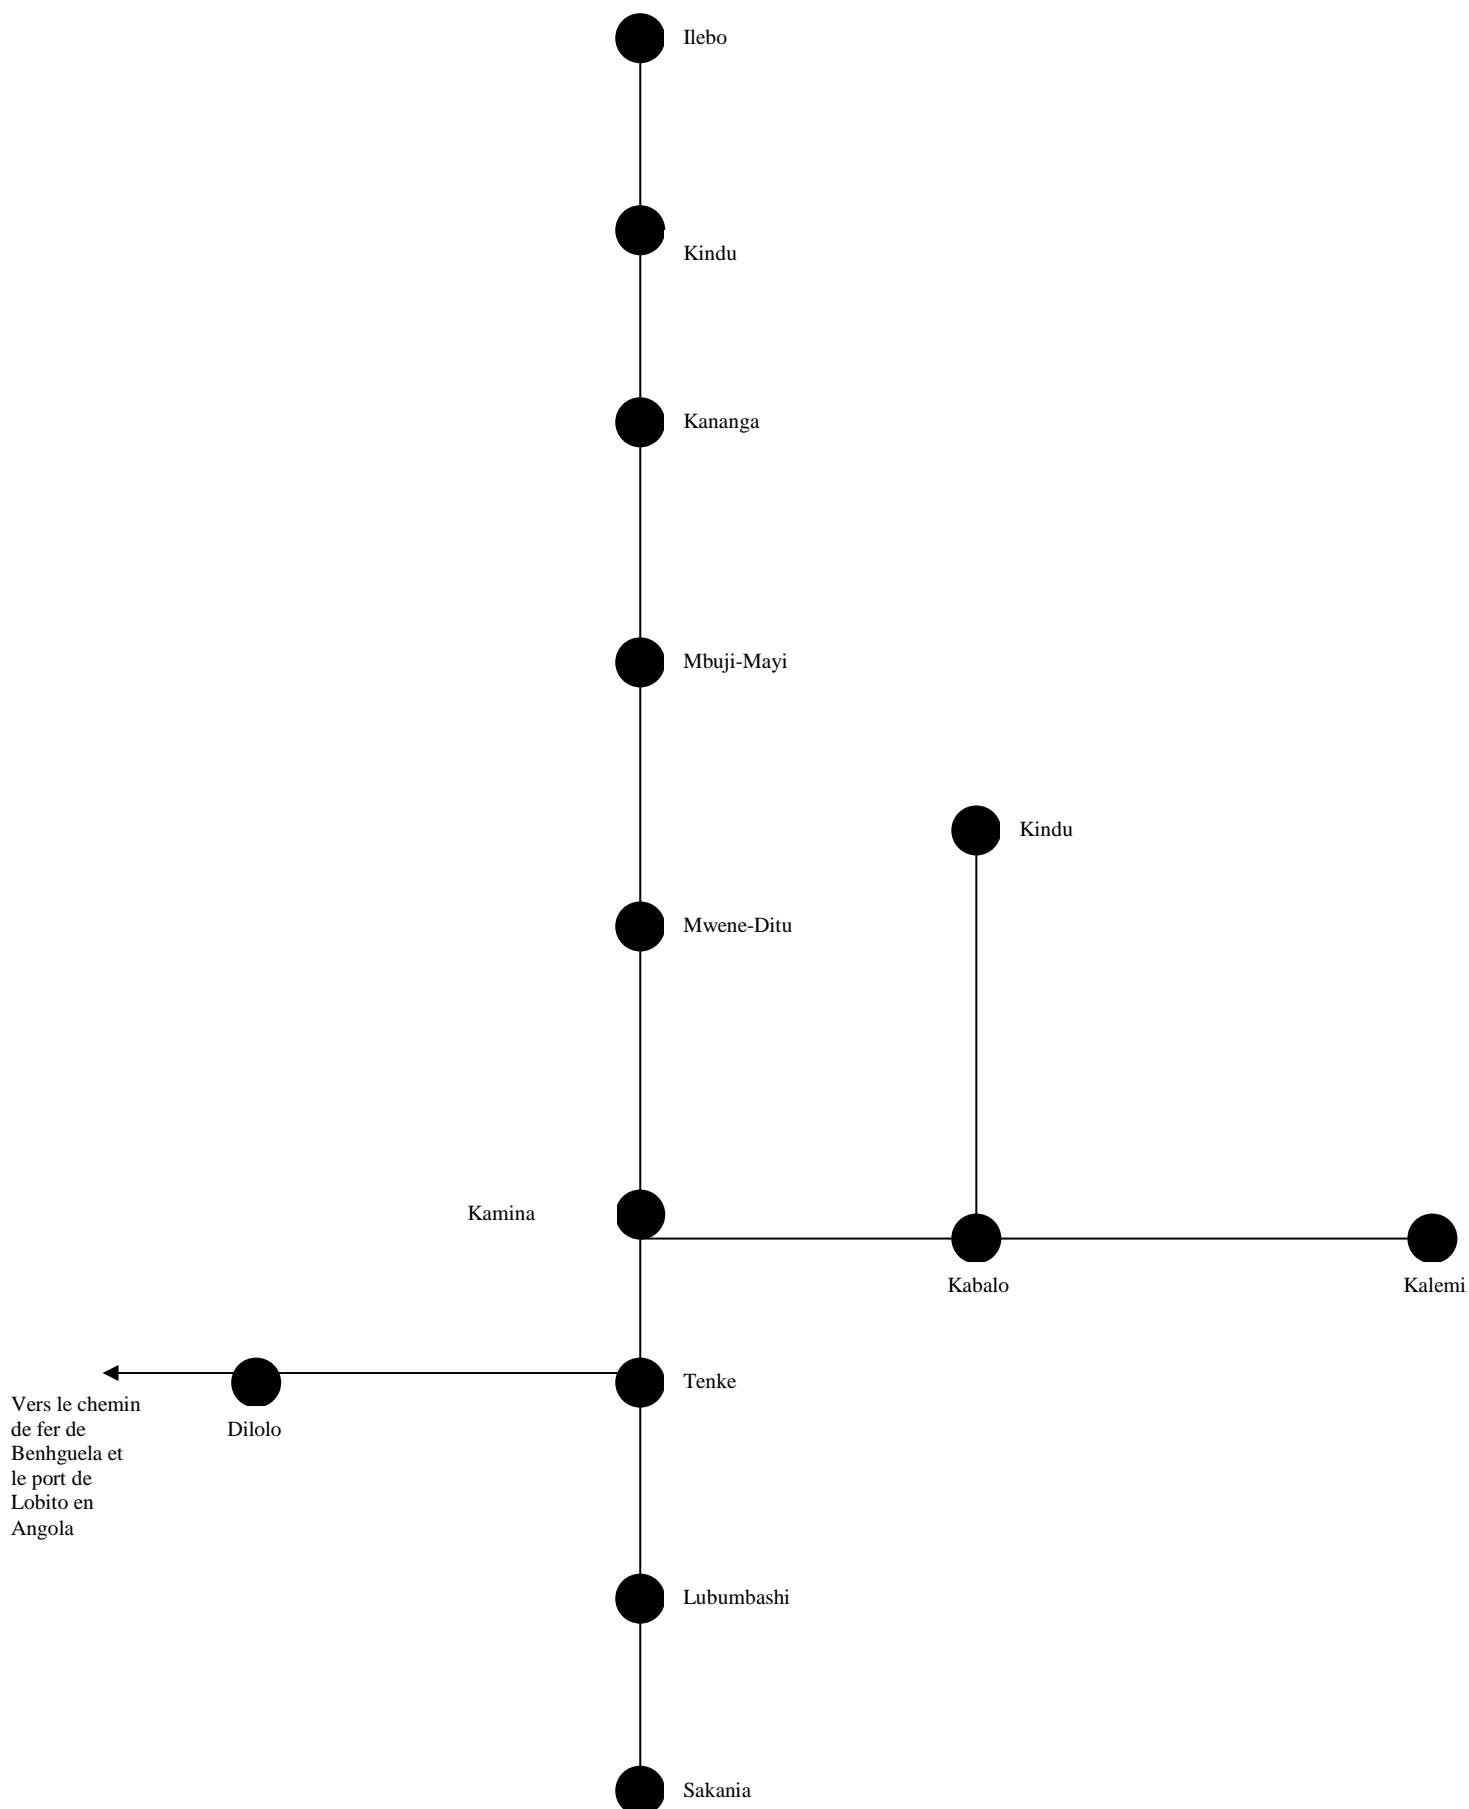 Ilebo
Kindu
Kananga
Mbuji-Mayi
Kindu
Mwene-Ditu
Kamina
Kabalo
Kalemi
Tenke
Vers le chemin
de fer de
Benhguela et
le port de
Lobito en
Angola
Dilolo
Lubumbashi
Sakania